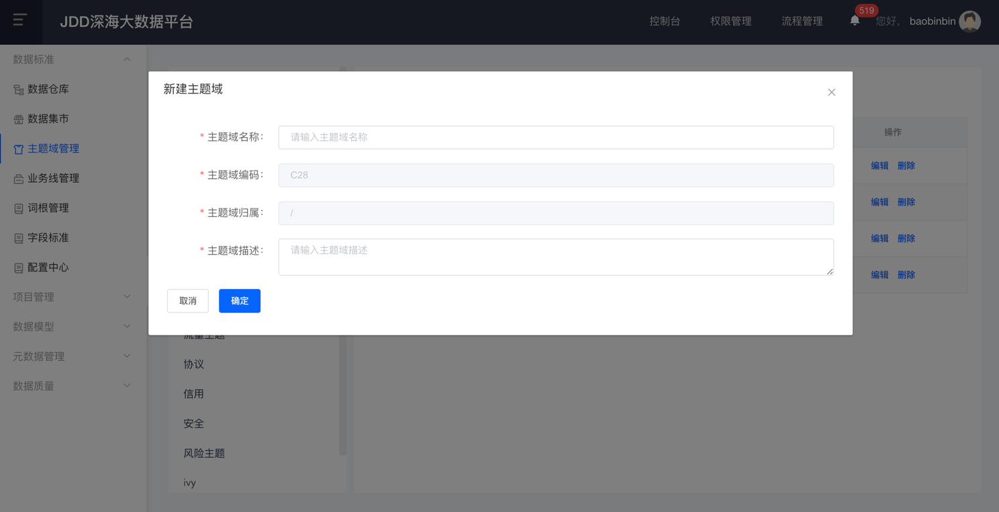 JDD深海大数据平台
控制台
权限管理
流程管理
519
您好，
baobinbin
数据标准
数据仓库
数据集市
主题域管理
业务线管理
词根管理
字段标准
配置中心
项目管理
数据模型
元数据管理
数据质量
新建主题域
* 主题域名称:
请输入主题域名称
* 主题域编码:
C28
* 主题域归属:
/
* 主题域描述:
请输入主题域描述
取消
确定
操作
编辑 删除
编辑 删除
编辑 删除
编辑 删除
流量主题
协议
信用
安全
风险主题
ivy